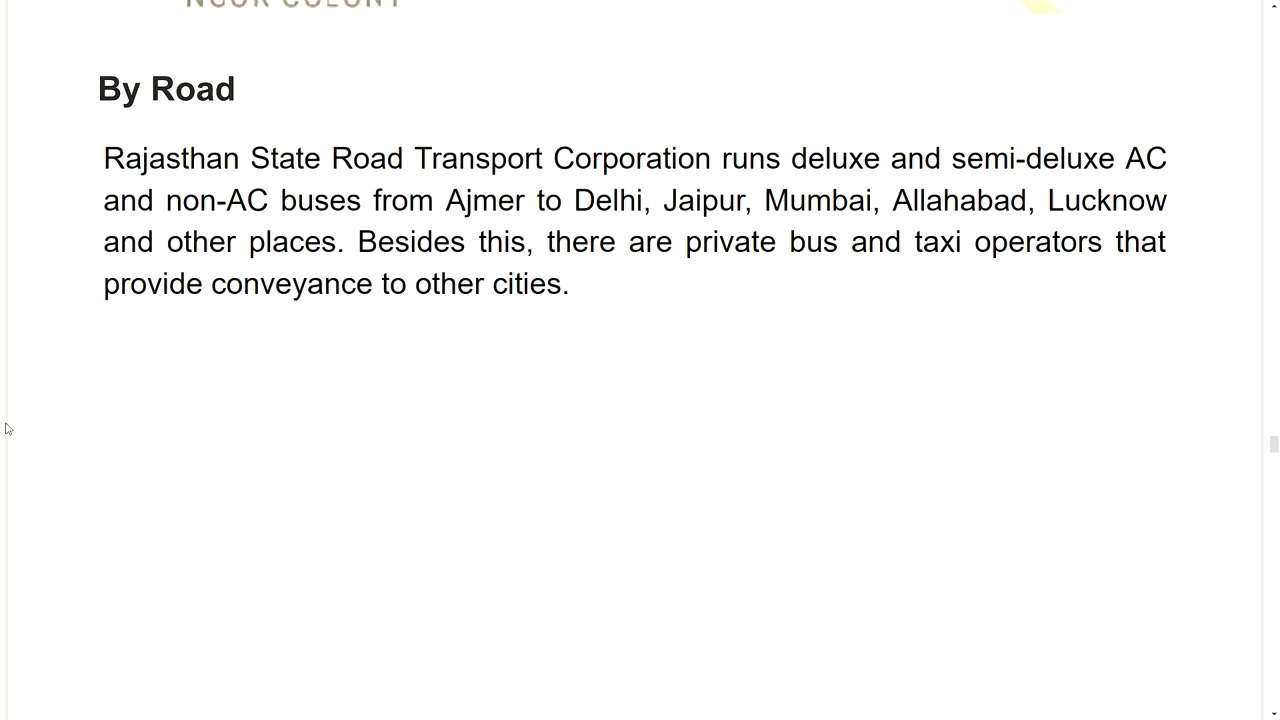 By Road
Rajasthan State Road Transport Corporation runs deluxe and semi-deluxe AC
and non-AC buses from Ajmer to Delhi, Jaipur, Mumbai, Allahabad, Lucknow
and other places. Besides this, there are private bus and taxi operators that
provide conveyance to other cities.